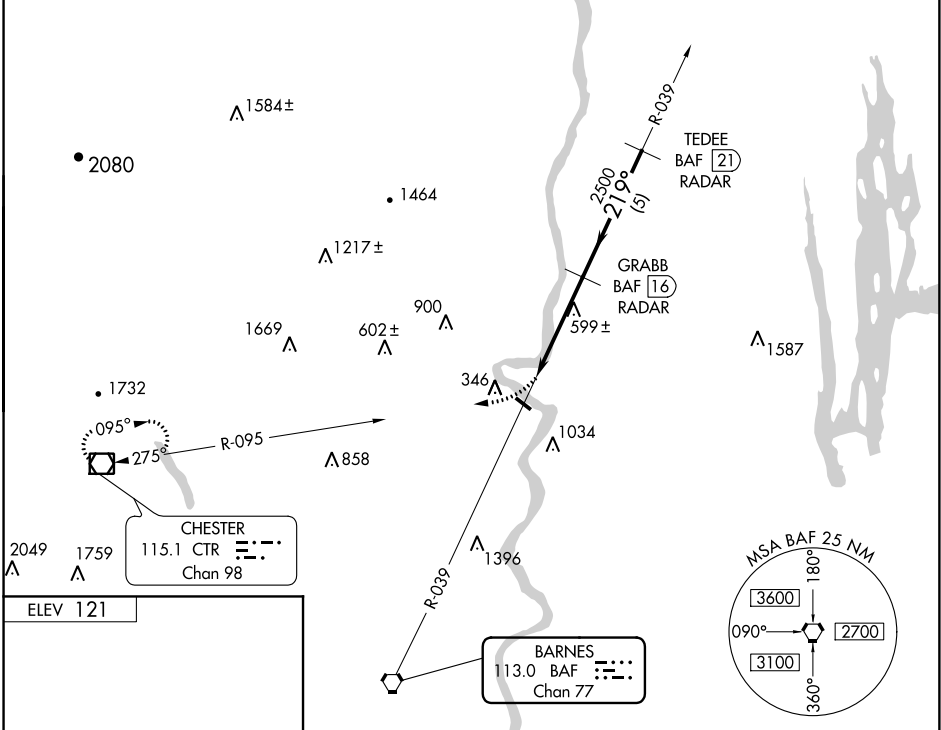 1584±
2080
1464
R-039
TEDEE
BAF 21
RADAR
2500
219°
(5)
1217±
GRABB
BAF 16
RADAR
900
599±
1669
602±
1587
346
1732
095°
R-095
275°
858
1034
CHESTER
115.1 CTR
Chan 98
2049
1759
1396
R-039
ELEV 121
BARNES
113.0 BAF
Chan 77
MSA BAF 25 NM
180°
3600
090°
2700
3100
360°